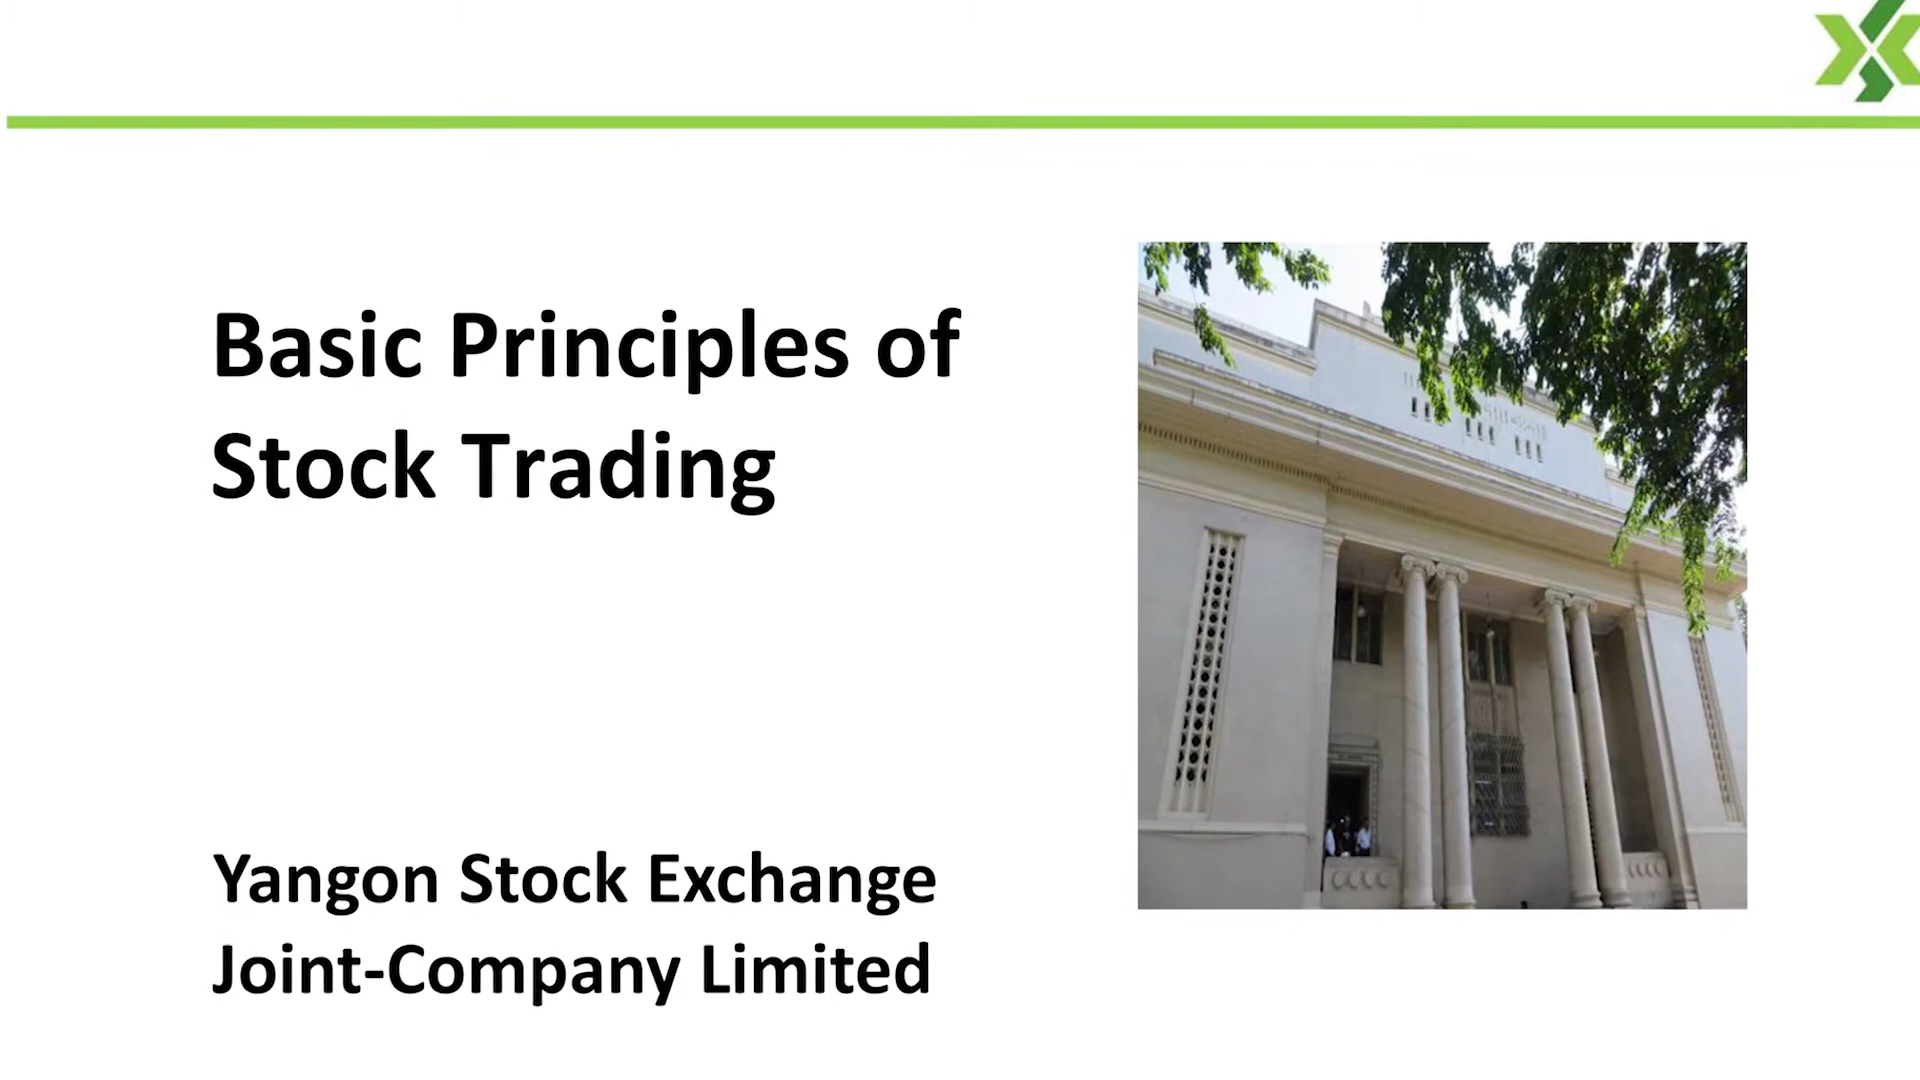 Basic Principles of
Stock Trading
Yangon Stock Exchange
Joint-Company Limited